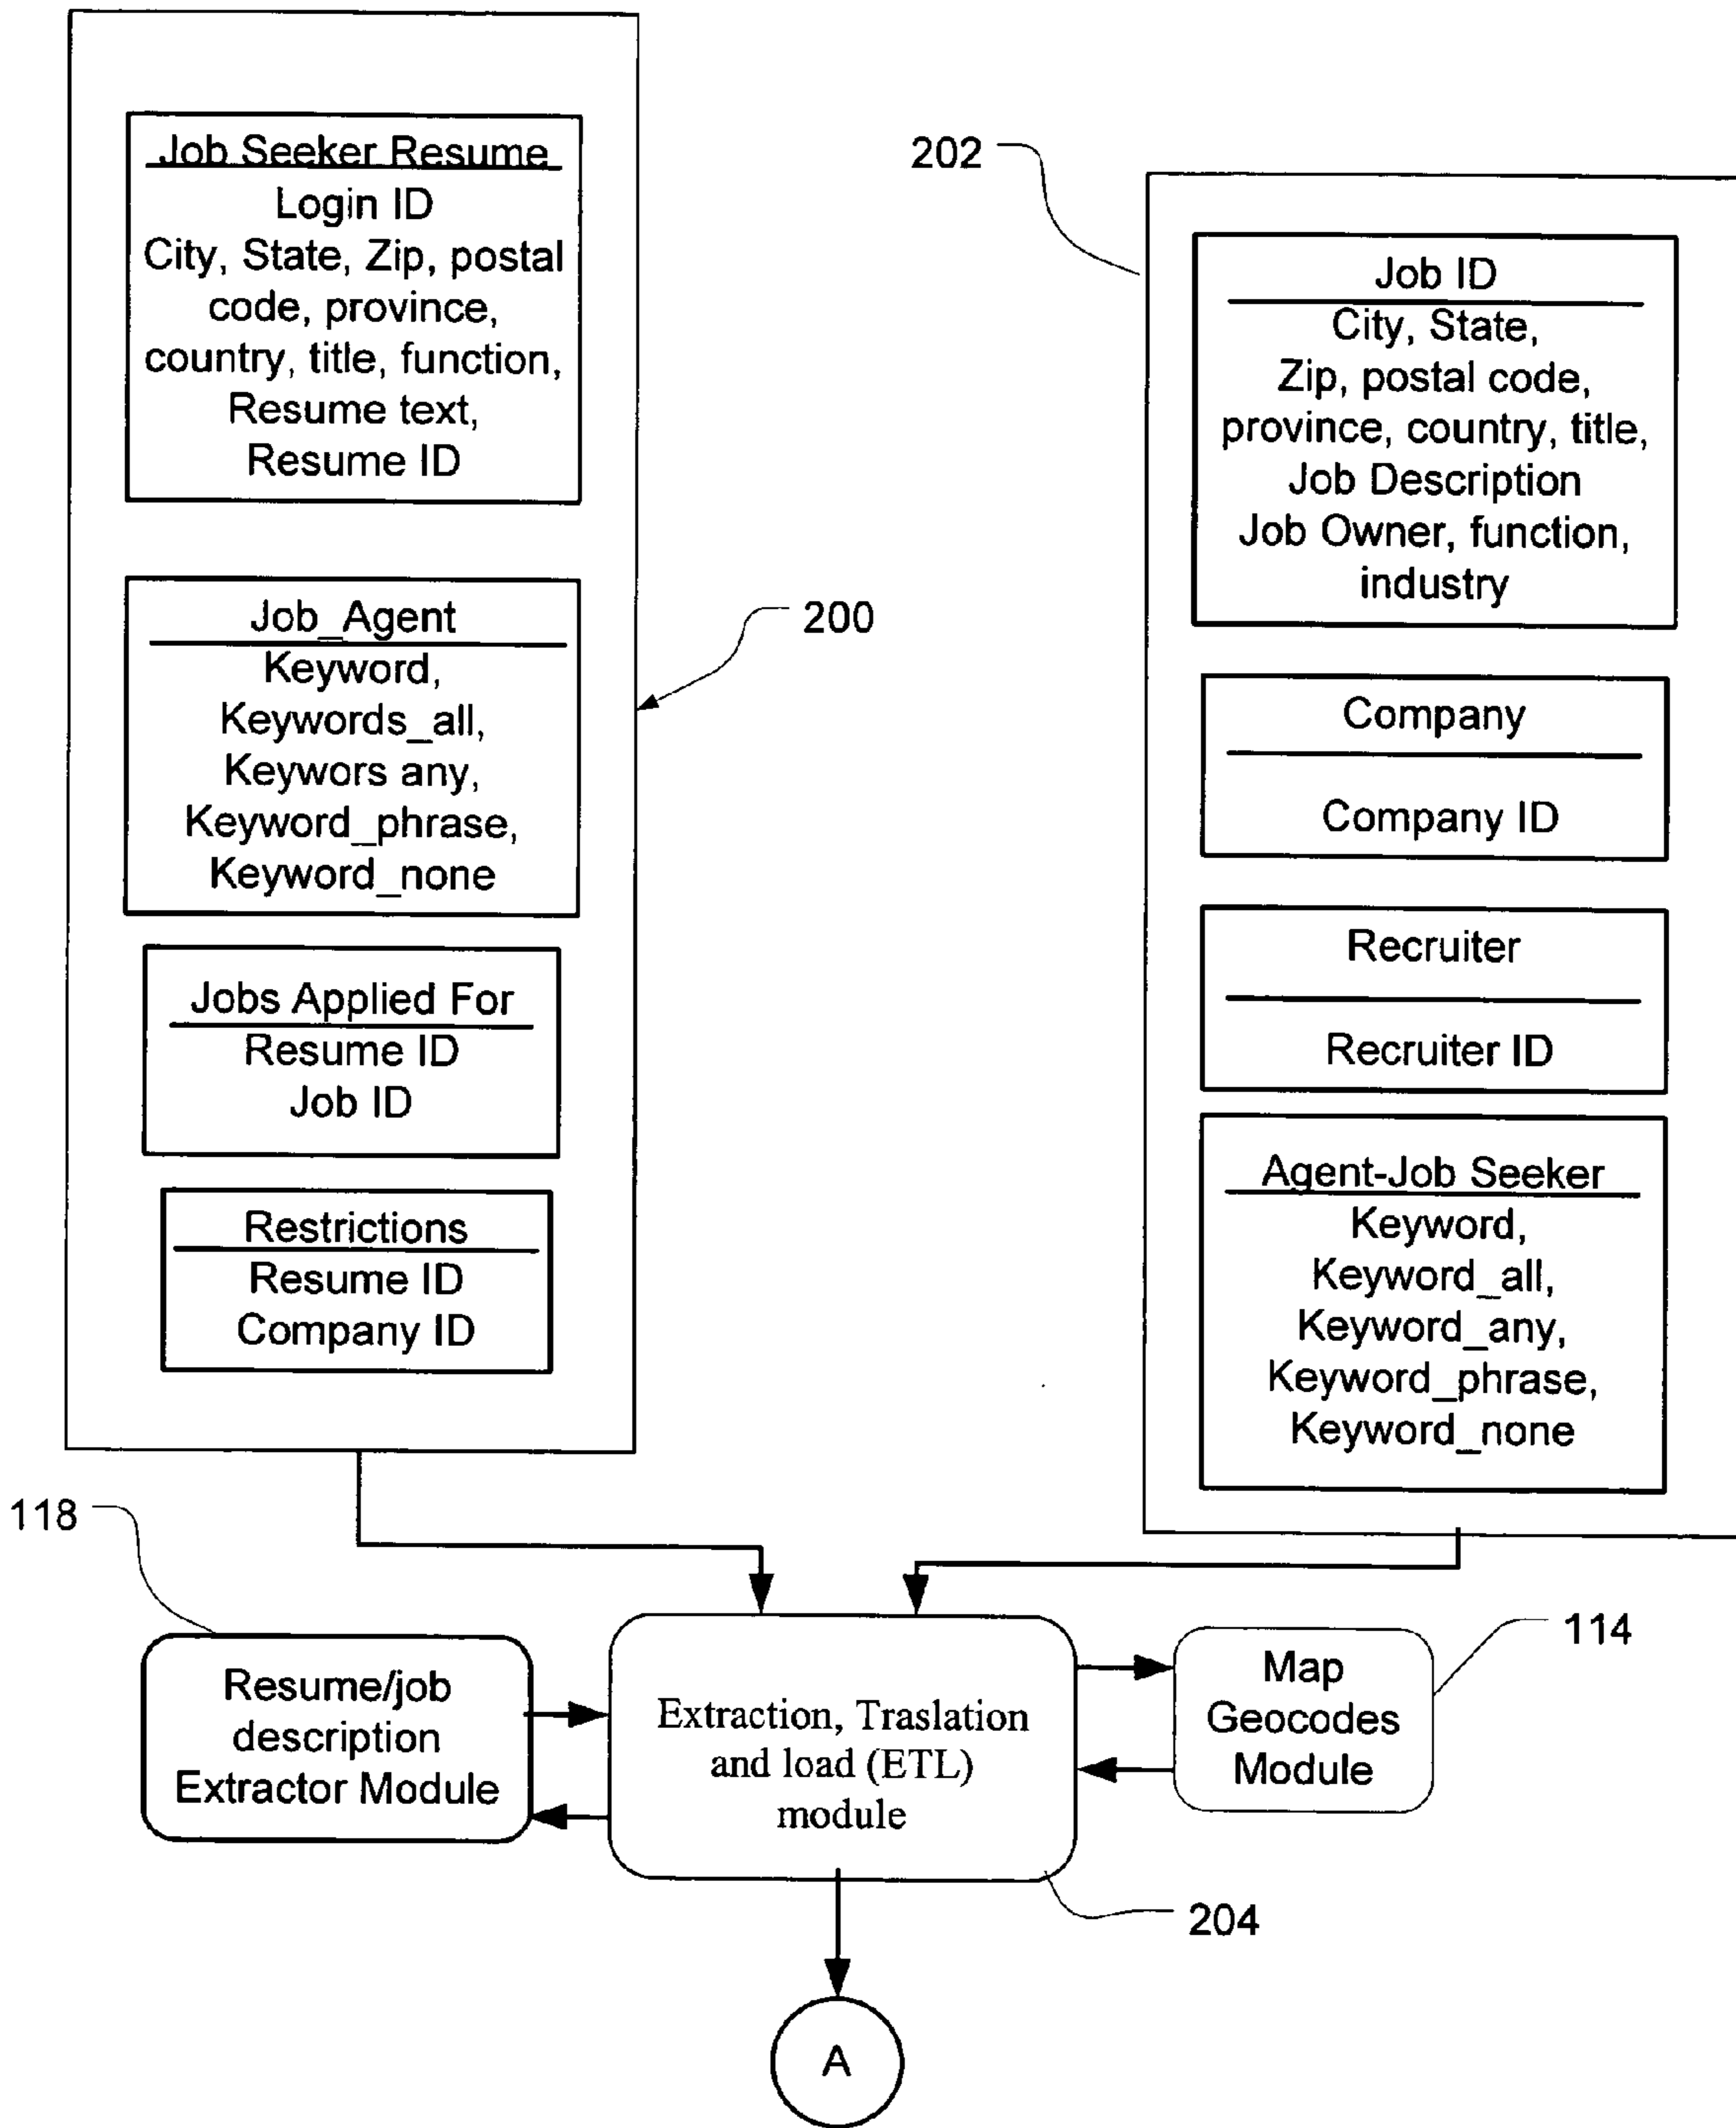 Job Seeker Resume
Login ID
City, State, Zip, postal
code, province,
country, title, function,
Resume text,
Resume ID
Job_Agent
Keyword,
Keywords_all,
Keywors any,
Keyword_phrase,
Keyword_none
Jobs Applied For
Resume ID
Job ID
Restrictions
Resume ID
Company ID
200
202
Job ID
City, State,
Zip, postal code,
province, country, title,
Job Description
Job Owner, function,
industry
Company
Company ID
Recruiter
Recruiter ID
Agent-Job Seeker
Keyword,
Keyword_all,
Keyword_any,
Keyword_phrase,
Keyword_none
118
Resume/job
description
Extractor Module
Extraction, Traslation
and load (ETL)
module
Map
Geocodes
Module
114
204
A